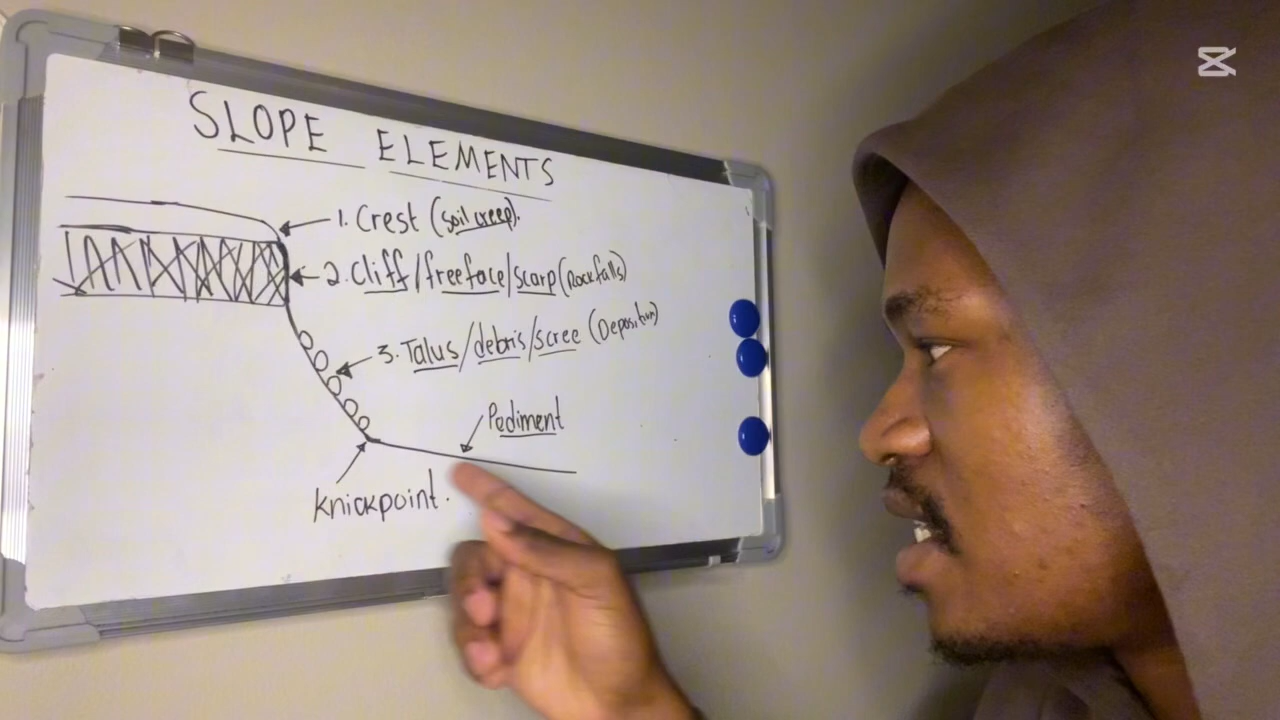 SLOPE ELEMENTS
1. Crest (soil creep).
2. Cliff/freeface/scarp (Rockfalls)
3. Talus/debris/scree (Deposition)
Pediment
knickpoint.